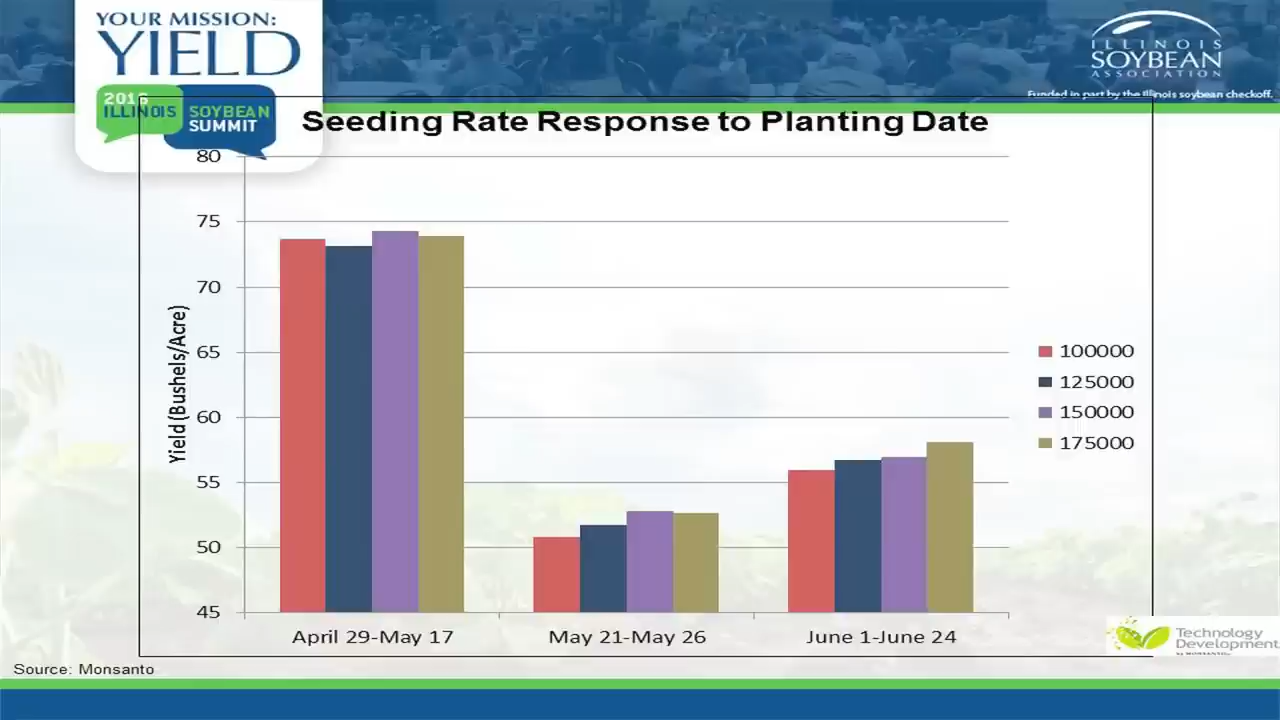 YOUR MISSION:
YIELD
2016
ILLINOIS SOYBEAN
SUMMIT
ILLINOIS
SOYBEAN
ASSOCIATION
Funded in part by the Illinois soybean checkoff.
Seeding Rate Response to Planting Date
80
75
70
65
60
55
50
45
Yield (Bushels/Acre)
April 29-May 17
May 21-May 26
June 1-June 24
100000
125000
150000
175000
Technology
Development
by MONSANTO
Source: Monsanto